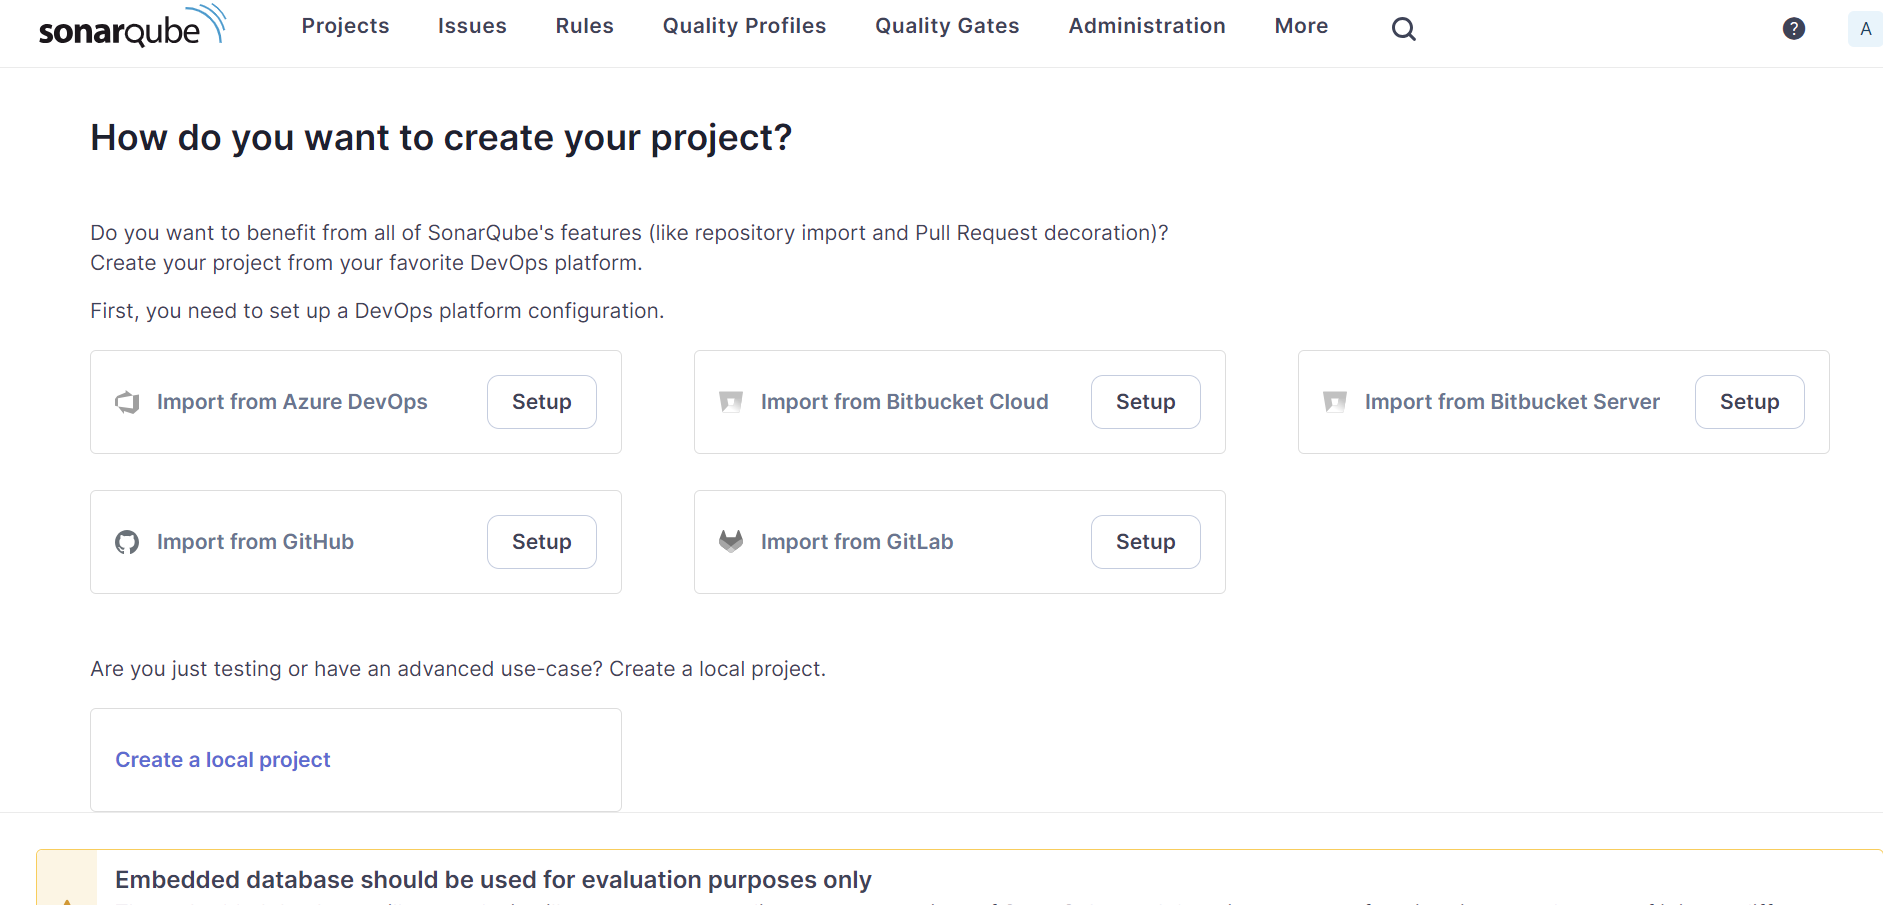 sonarqube
Projects Issues Rules Quality Profiles Quality Gates Administration More ? A
How do you want to create your project?
Do you want to benefit from all of SonarQube's features (like repository import and Pull Request decoration)?
Create your project from your favorite DevOps platform.
First, you need to set up a DevOps platform configuration.
Import from Azure DevOps Setup
Import from Bitbucket Cloud Setup
Import from Bitbucket Server Setup
Import from GitHub Setup
Import from GitLab Setup
Are you just testing or have an advanced use-case? Create a local project.
Create a local project
Embedded database should be used for evaluation purposes only